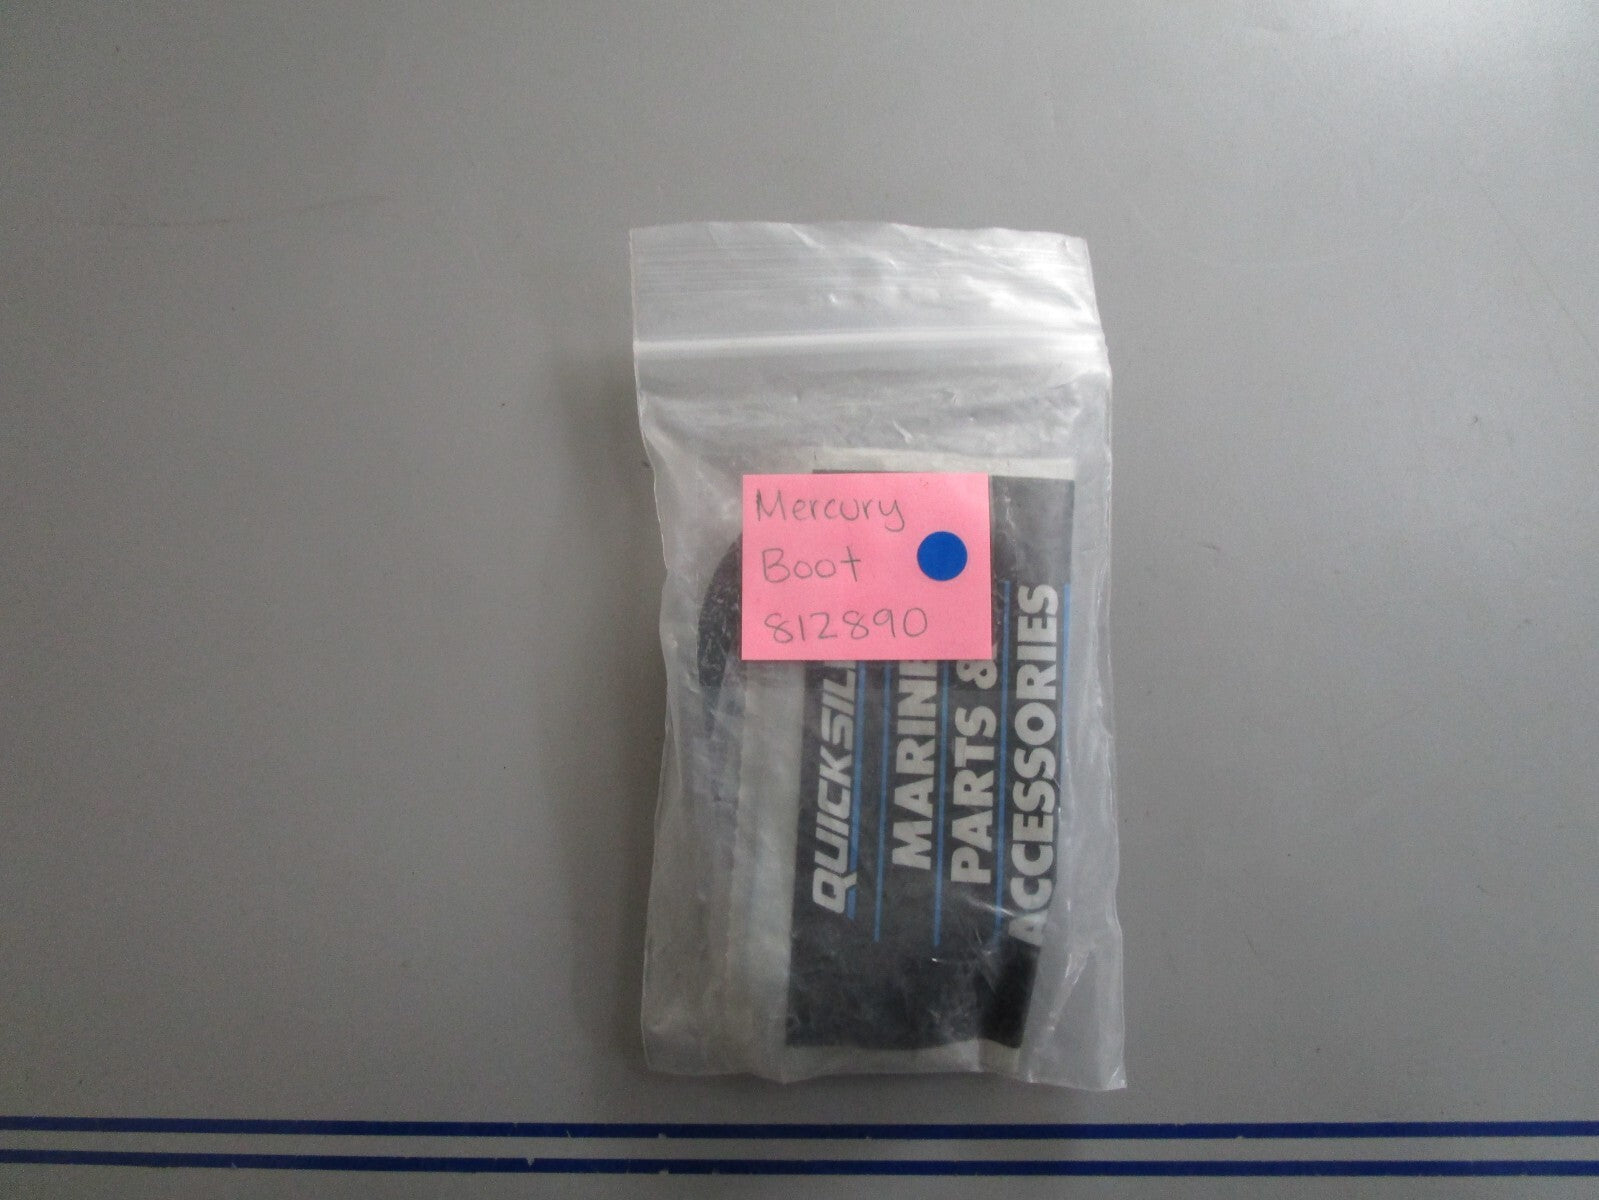 Mercury
Boot
812890
QUICKSIL
MARINE
PARTS &
ACCESSORIES